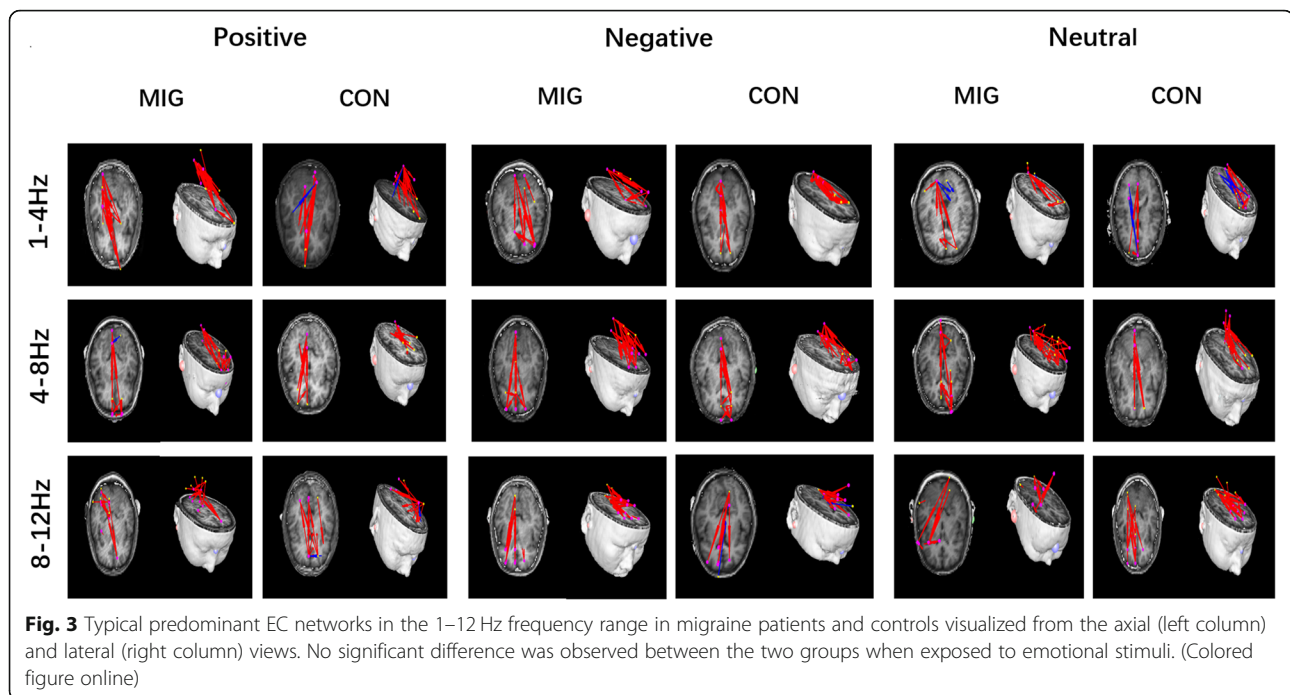 Positive Negative Neutral
MIG CON MIG CON MIG CON
1-4Hz
4-8Hz
8-12Hz
Fig. 3 Typical predominant EC networks in the 1–12 Hz frequency range in migraine patients and controls visualized from the axial (left column)
and lateral (right column) views. No significant difference was observed between the two groups when exposed to emotional stimuli. (Colored
figure online)